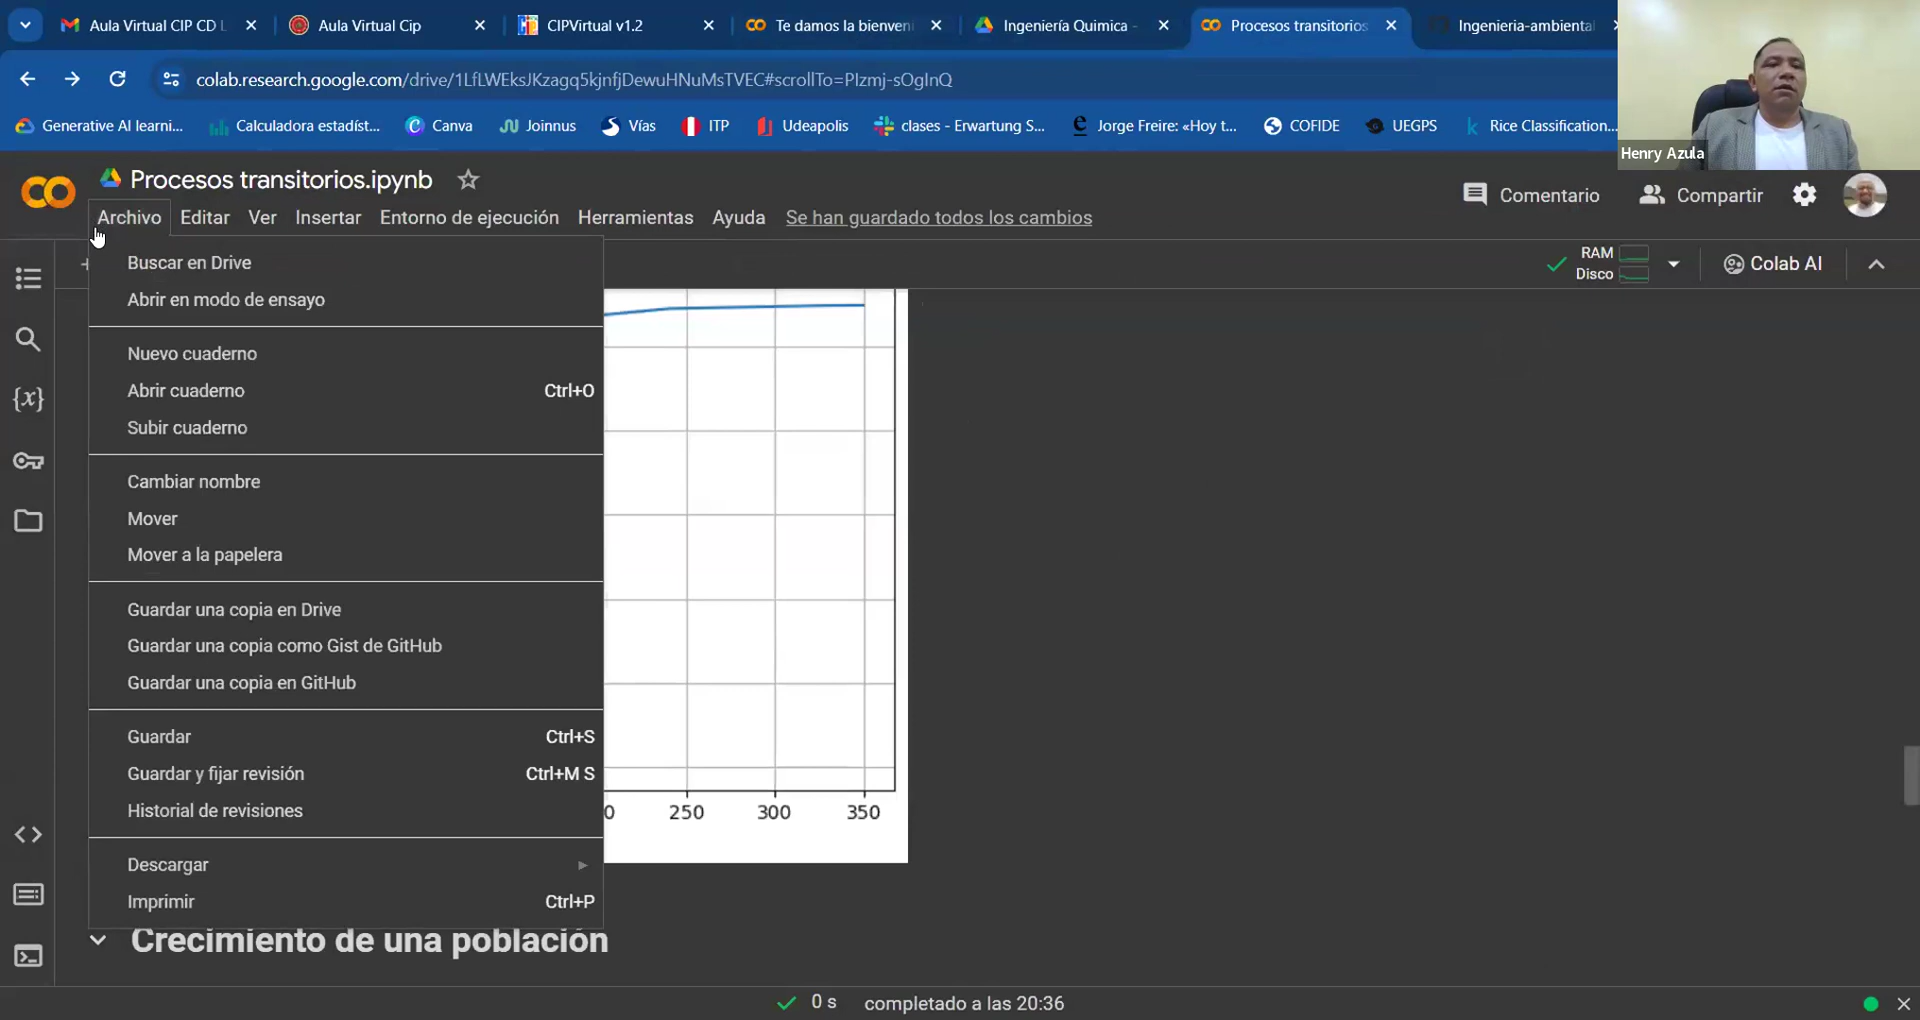 Aula Virtual CIP CD L
Aula Virtual Cip
CIPVirtual v1.2
Te damos la bienveni
Ingeniería Quimica -
Procesos transitorios
Ingenieria-ambiental
colab.research.google.com/drive/1LfLWEksJKzagq5kjnfjDewuHNuMsTVEC#scrollTo=PIzmj-sOgInQ
Generative AI learni...
Calculadora estadíst...
Canva
Joinnus
Vías
ITP
Udeapolis
clases - Erwartung S...
Jorge Freire: «Hoy t...
COFIDE
UEGPS
Rice Classification...
Henry Azula
Procesos transitorios.ipynb
Comentario
Compartir
Archivo
Editar
Ver
Insertar
Entorno de ejecución
Herramientas
Ayuda
Se han guardado todos los cambios
RAM
Disco
Colab AI
Buscar en Drive
Abrir en modo de ensayo
Nuevo cuaderno
Abrir cuaderno Ctrl+O
Subir cuaderno
Cambiar nombre
Mover
Mover a la papelera
Guardar una copia en Drive
Guardar una copia como Gist de GitHub
Guardar una copia en GitHub
Guardar Ctrl+S
Guardar y fijar revisión Ctrl+M S
Historial de revisiones
Descargar
Imprimir Ctrl+P
0 250 300 350
Crecimiento de una población
0 s completado a las 20:36